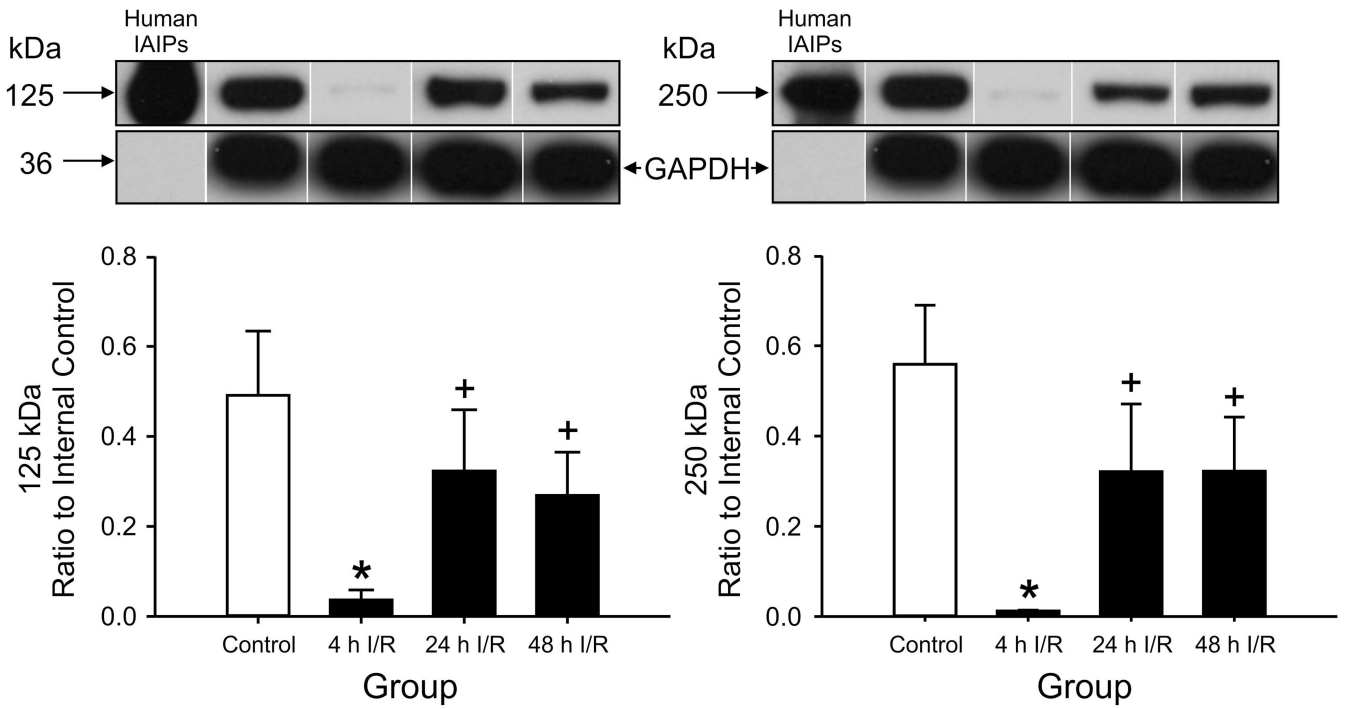 Human
IAIPs
kDa
125
36
Human
IAIPs
kDa
250
GAPDH
0.8
0.6
0.4
0.2
0.0
125 kDa
Ratio to Internal Control
*
+
+
Control
4 h I/R
24 h I/R
48 h I/R
Group
0.8
0.6
0.4
0.2
0.0
250 kDa
Ratio to Internal Control
*
+
+
Control
4 h I/R
24 h I/R
48 h I/R
Group